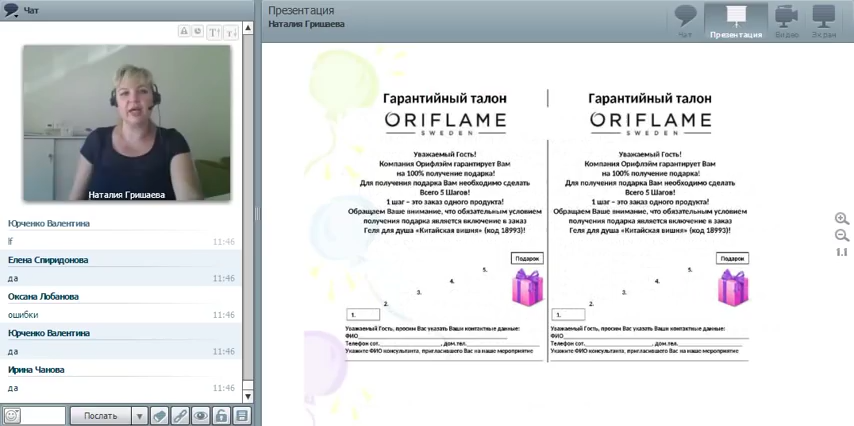 Чат
Наталия Гришаева
Юрченко Валентина
lf
11:46
Елена Спиридонова
да
11:46
Оксана Лобанова
ошибки
11:46
Юрченко Валентина
да
11:46
Ирина Чанова
да
11:46
Послать
Презентация
Наталия Гришаева
Чат
Презентация
Видео
Экран
Гарантийный талон
ORIFLAME
SWEDEN
Уважаемый Гость!
Компания Орифлэйм гарантирует Вам
на 100% получение подарка!
Для получения подарка Вам необходимо сделать
Всего 5 Шагов!
1 шаг – это заказ одного продукта!
Обращаем Ваше внимание, что обязательным условием
получения подарка является включение в заказ
Геля для душа «Китайская вишня» (код 18993)!
Подарок
5.
4.
3.
2.
1.
Уважаемый Гость, просим Вас указать Ваши контактные данные:
ФИО
Телефон сот. , дом.тел.
Укажите ФИО консультанта, пригласившего Вас на наше мероприятие
Гарантийный талон
ORIFLAME
SWEDEN
Уважаемый Гость!
Компания Орифлэйм гарантирует Вам
на 100% получение подарка!
Для получения подарка Вам необходимо сделать
Всего 5 Шагов!
1 шаг – это заказ одного продукта!
Обращаем Ваше внимание, что обязательным условием
получения подарка является включение в заказ
Геля для душа «Китайская вишня» (код 18993)!
Подарок
5.
4.
3.
2.
1.
Уважаемый Гость, просим Вас указать Ваши контактные данные:
ФИО
Телефон сот. , дом.тел.
Укажите ФИО консультанта, пригласившего Вас на наше мероприятие
1:1